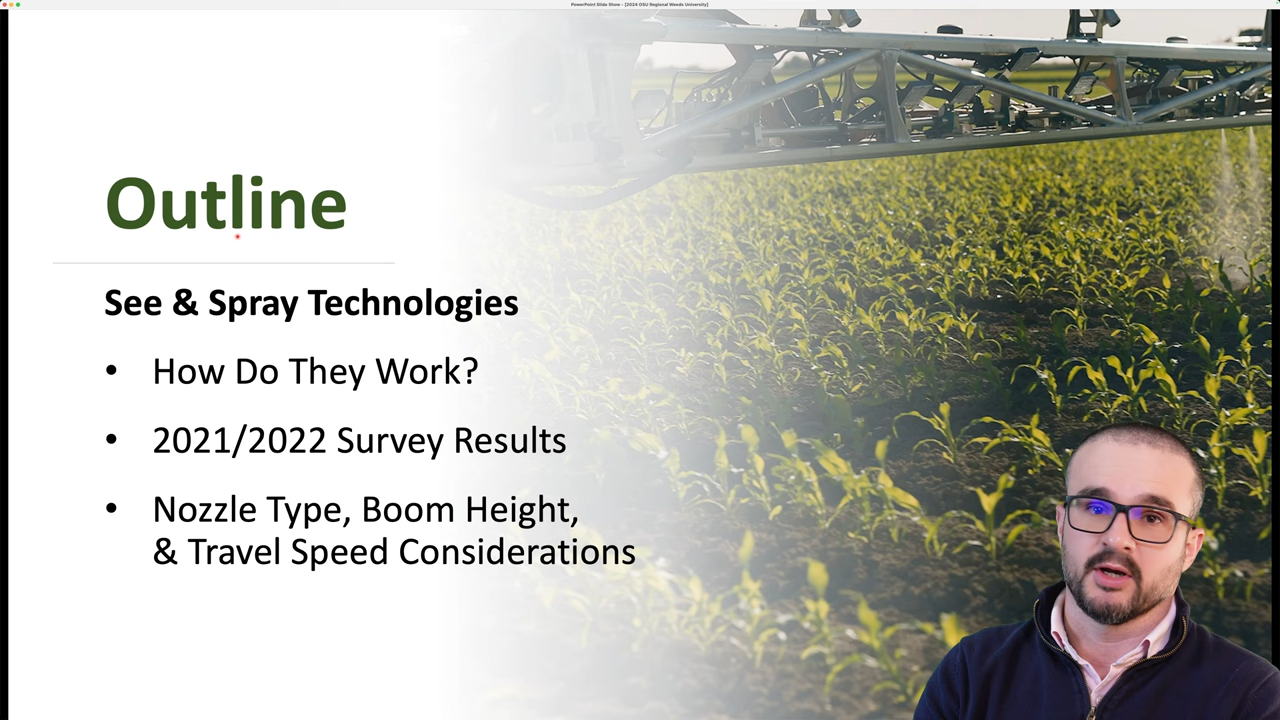 PowerPoint Slide Show - [2024 OSU Regional Weeds University]
Outline
See & Spray Technologies
• How Do They Work?
• 2021/2022 Survey Results
• Nozzle Type, Boom Height,
& Travel Speed Considerations